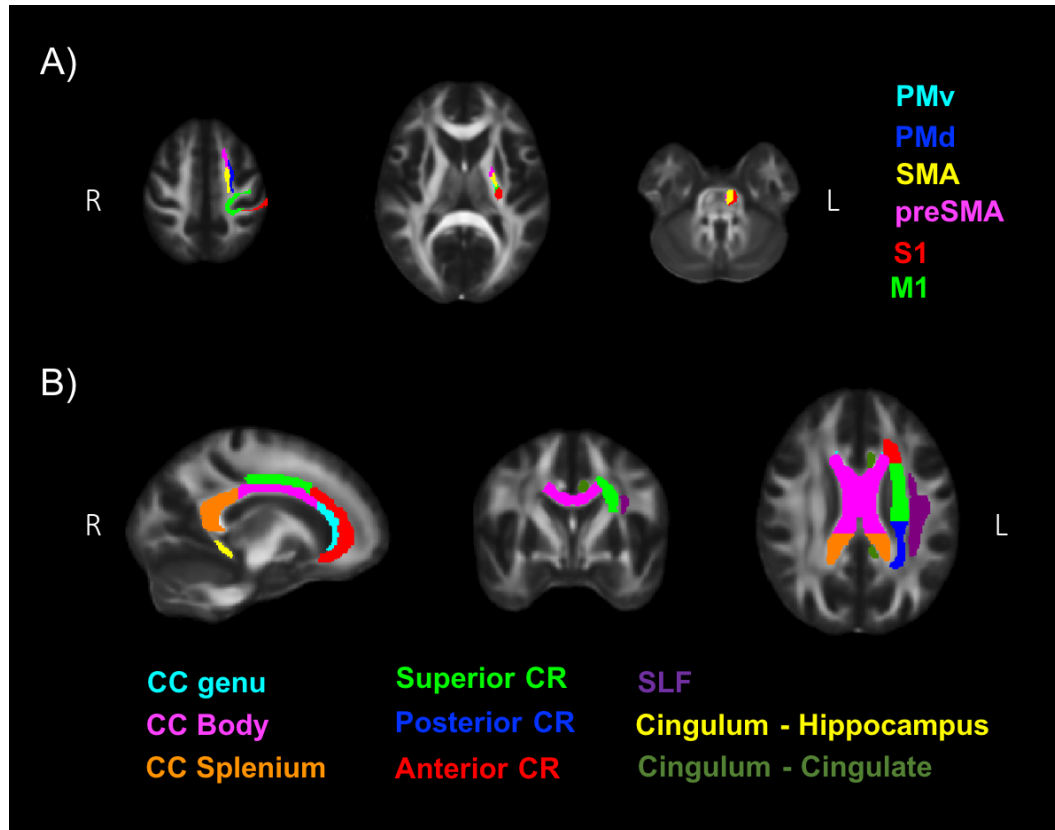 A)
R
L
PMv
PMd
SMA
preSMA
S1
M1
B)
R
L
CC genu
CC Body
CC Splenium
Superior CR
Posterior CR
Anterior CR
SLF
Cingulum - Hippocampus
Cingulum - Cingulate